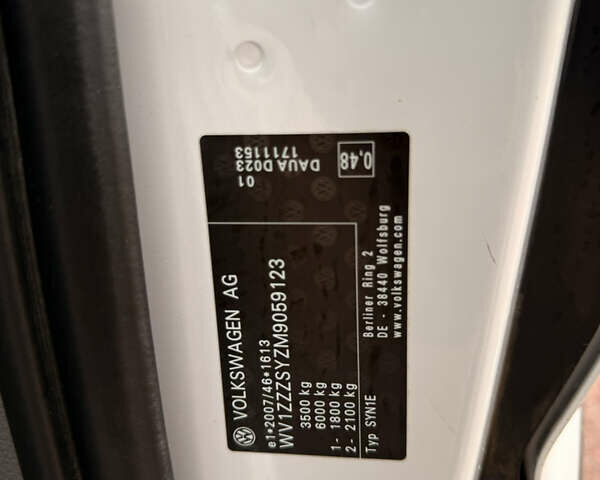 VOLKSWAGEN AG
e1*2007/46*1613
WV1ZZZSYZM9059123
3500 kg
6000 kg
1- 1800 kg
2- 2100 kg
Typ SYN1E
Berliner Ring 2
DE - 38440 Wolfsburg
www.volkswagen.com
01
DAUA D023
1711153
0,48